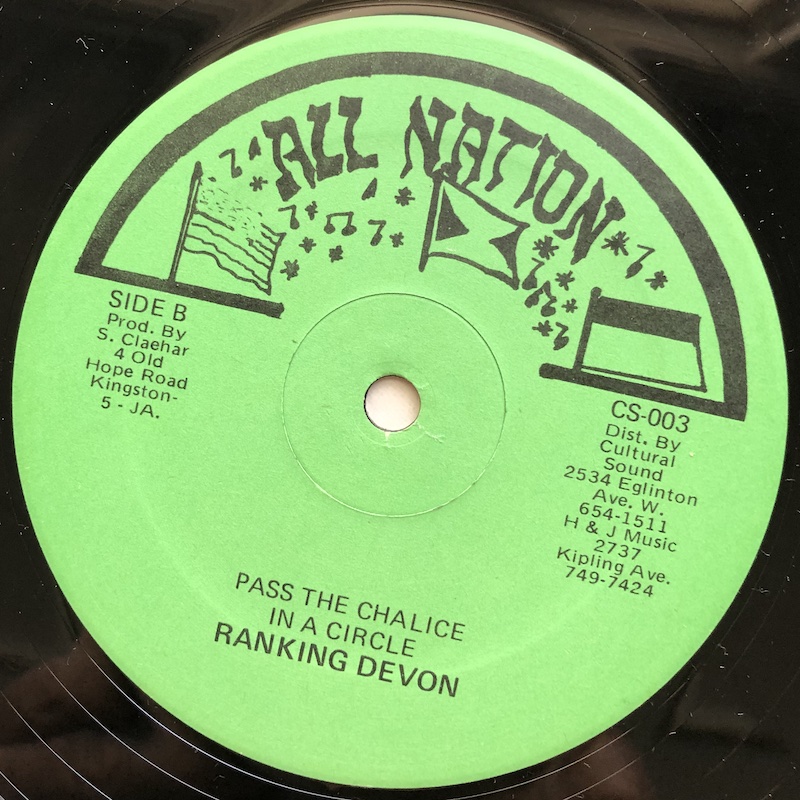 ALL NATION
SIDE B
Prod. By
S. Claehar
4 Old
Hope Road
Kingston-
5 - JA.
CS-003
Dist. By
Cultural
Sound
2534 Eglinton
Ave. W.
654-1511
H & J Music
2737
Kipling Ave.
749-7424
PASS THE CHALICE
IN A CIRCLE
RANKING DEVON